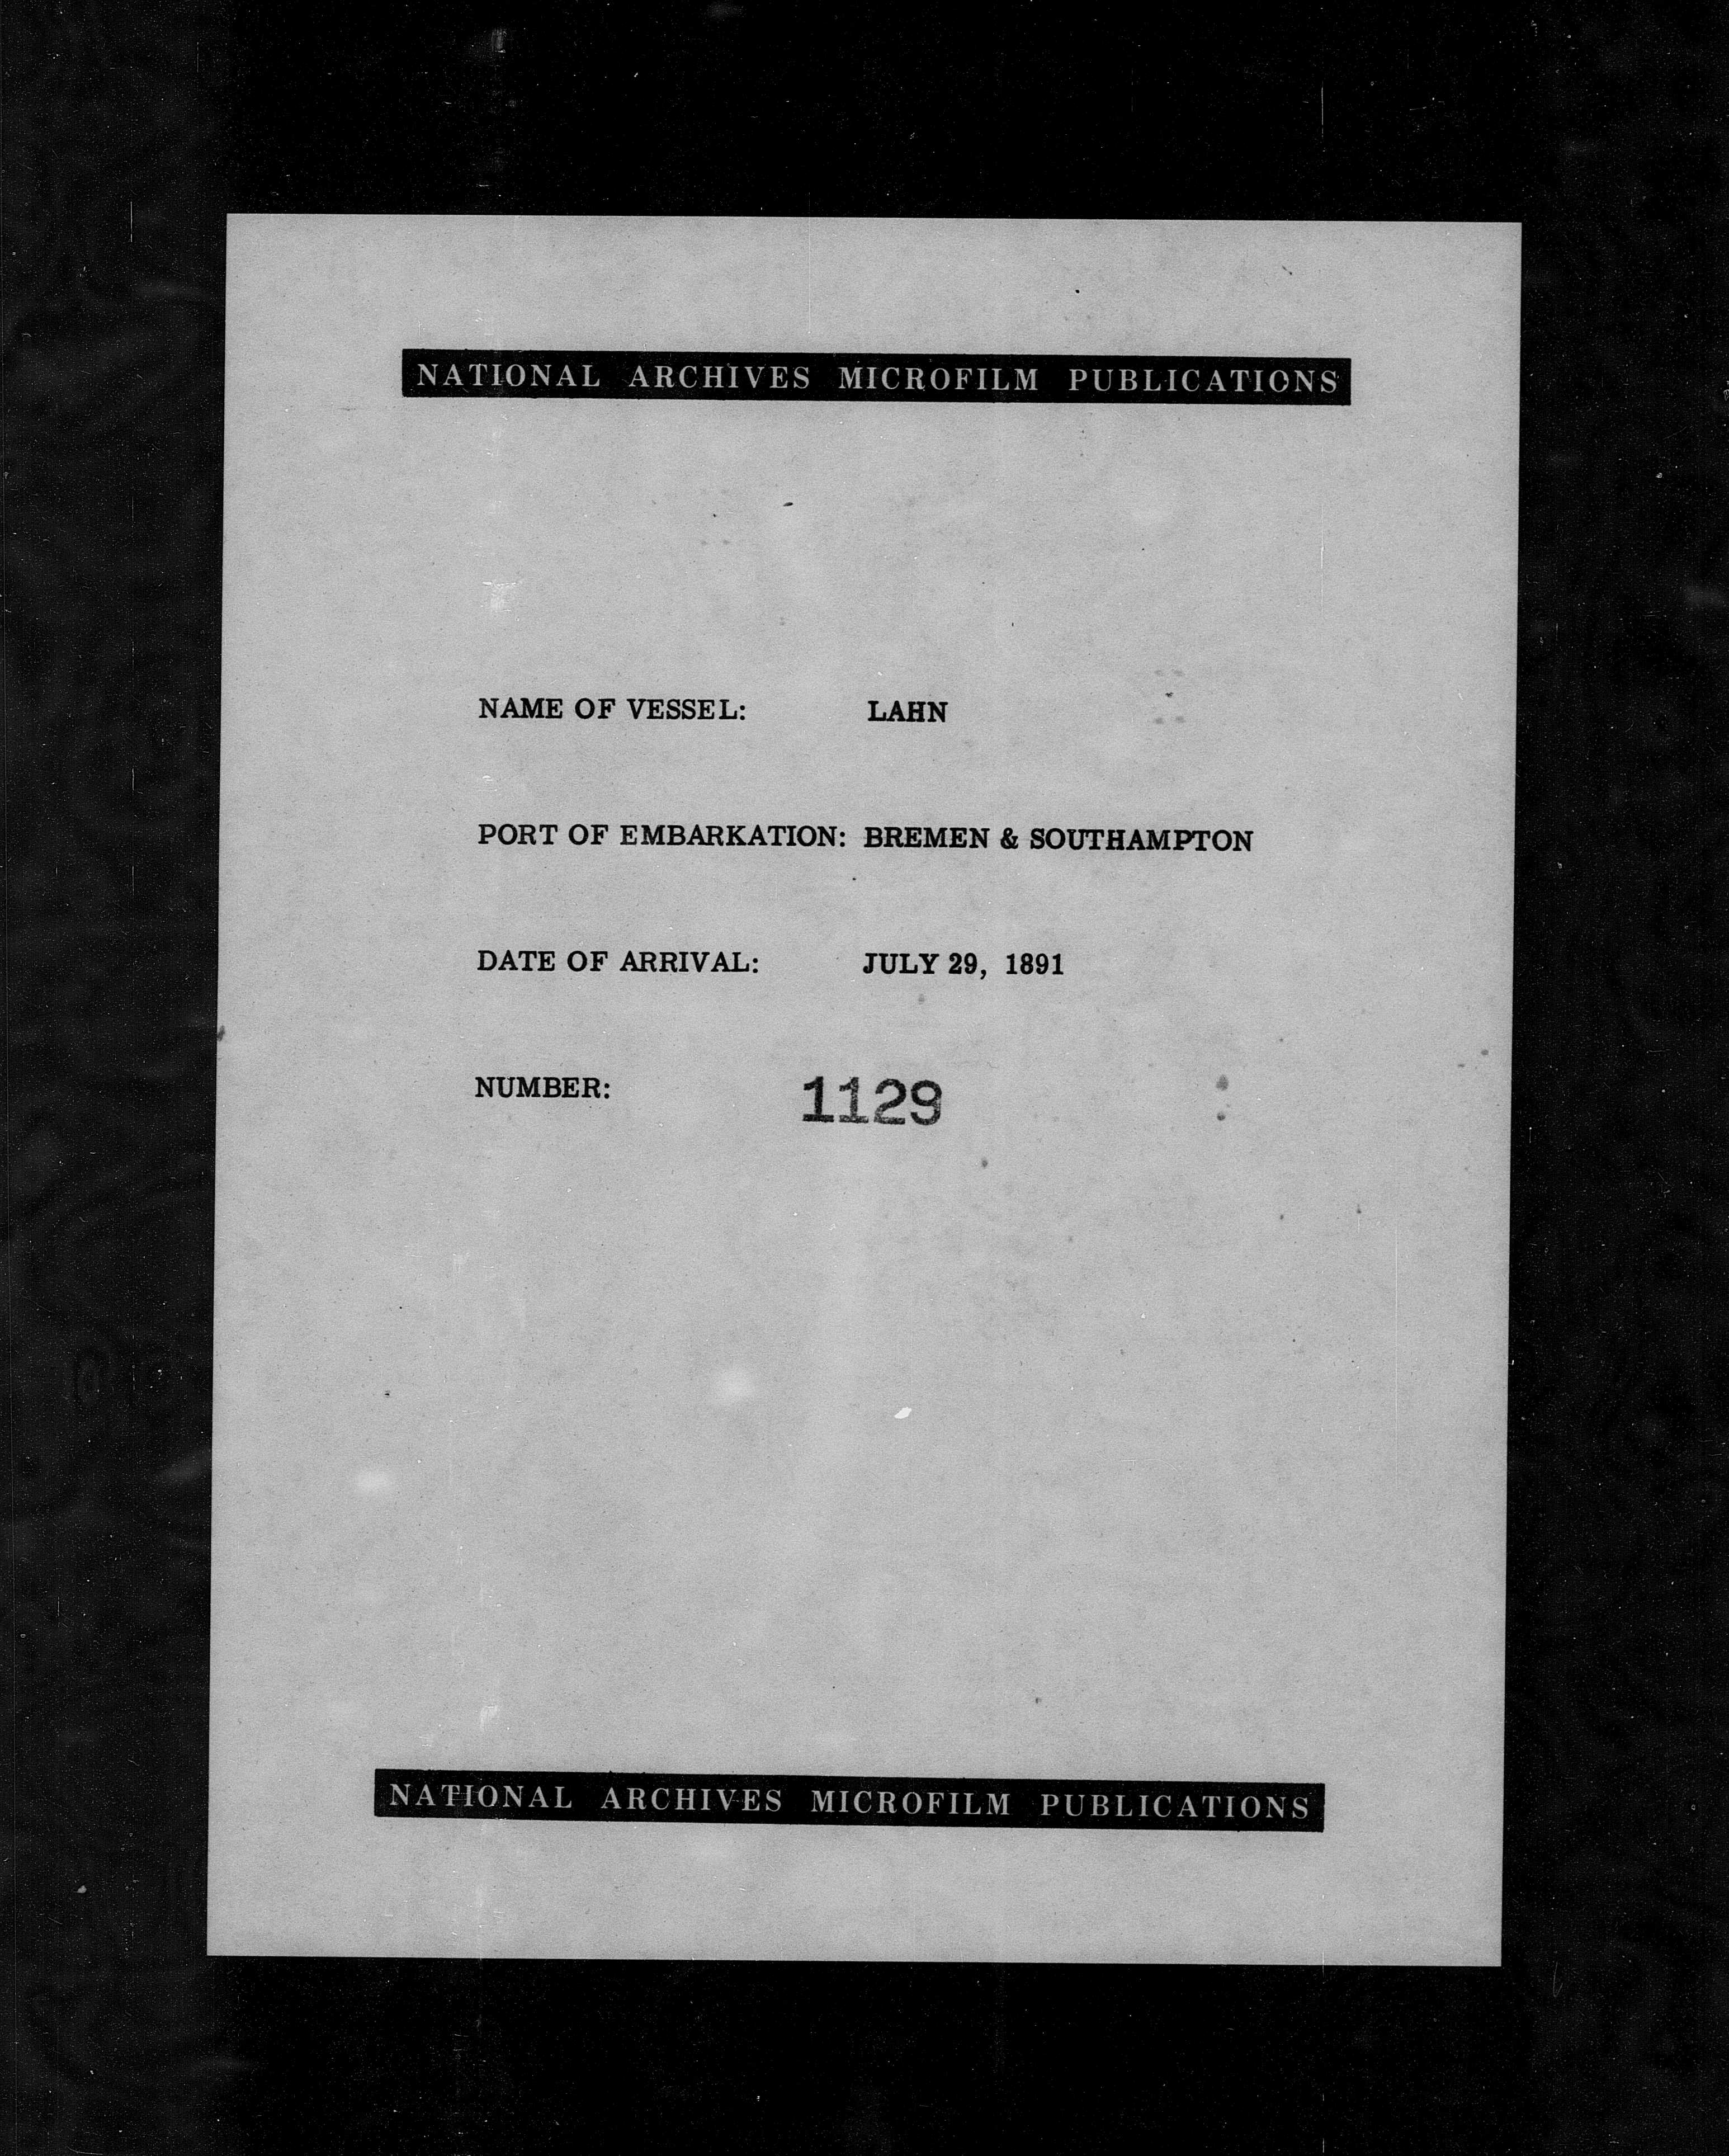 NATIONAL ARCHIVES MICROFILM PUBLICATIONS
NAME OF VESSEL: LAHN
PORT OF EMBARKATION: BREMEN & SOUTHAMPTON
DATE OF ARRIVAL: JULY 29, 1891
NUMBER: 1129
NATIONAL ARCHIVES MICROFILM PUBLICATIONS